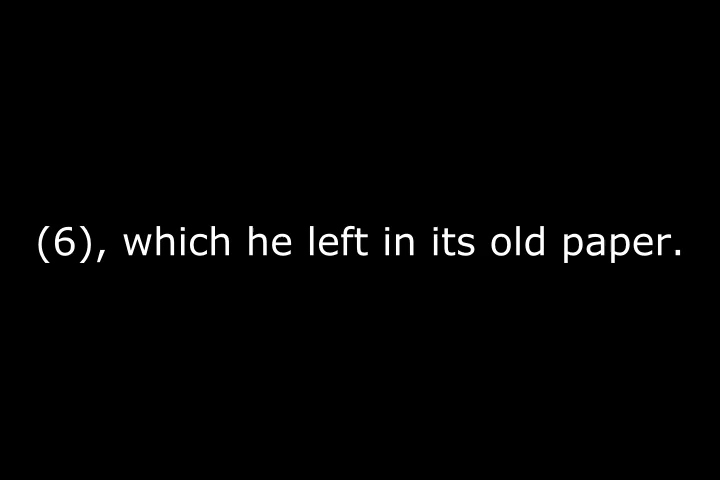 (6), which he left in its old paper.